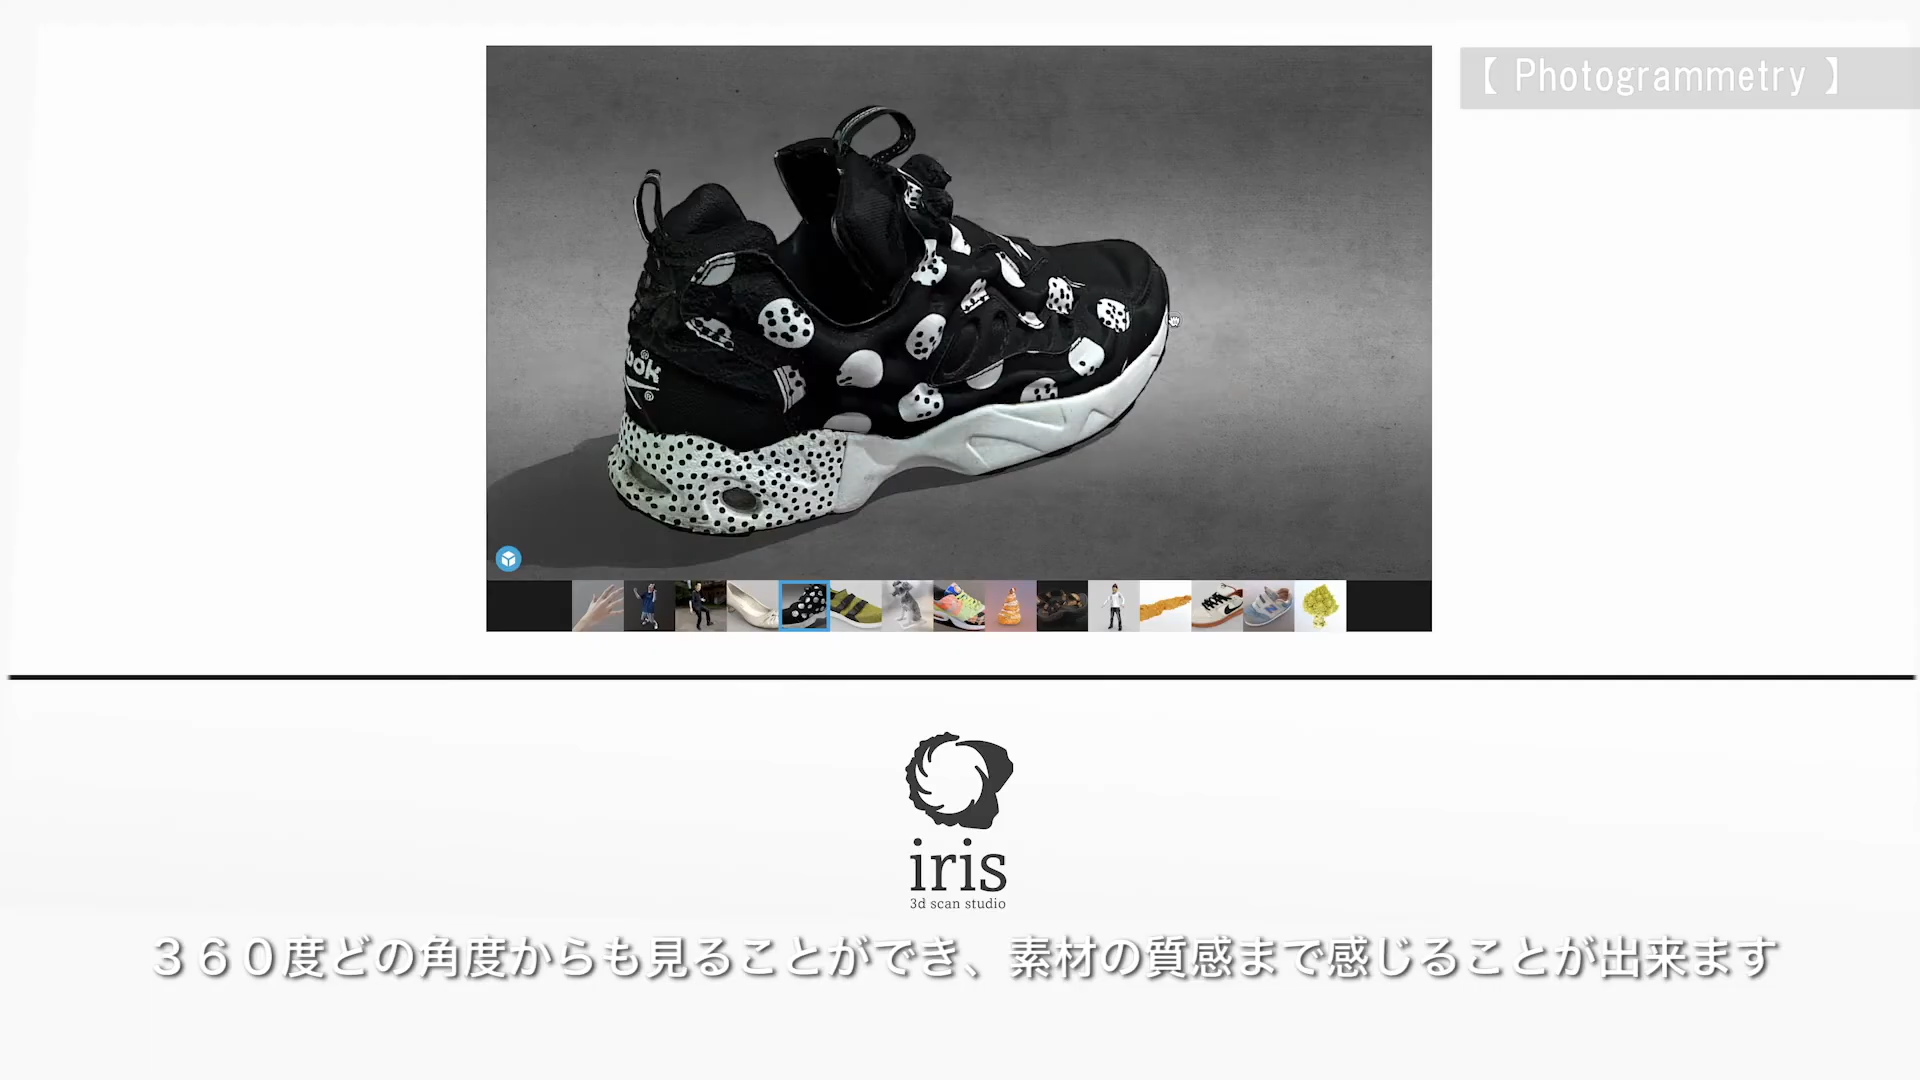 【 Photogrammetry 】
bok
iris
3d scan studio
３６０度どの角度からも見ることができ、素材の質感まで感じることが出来ます